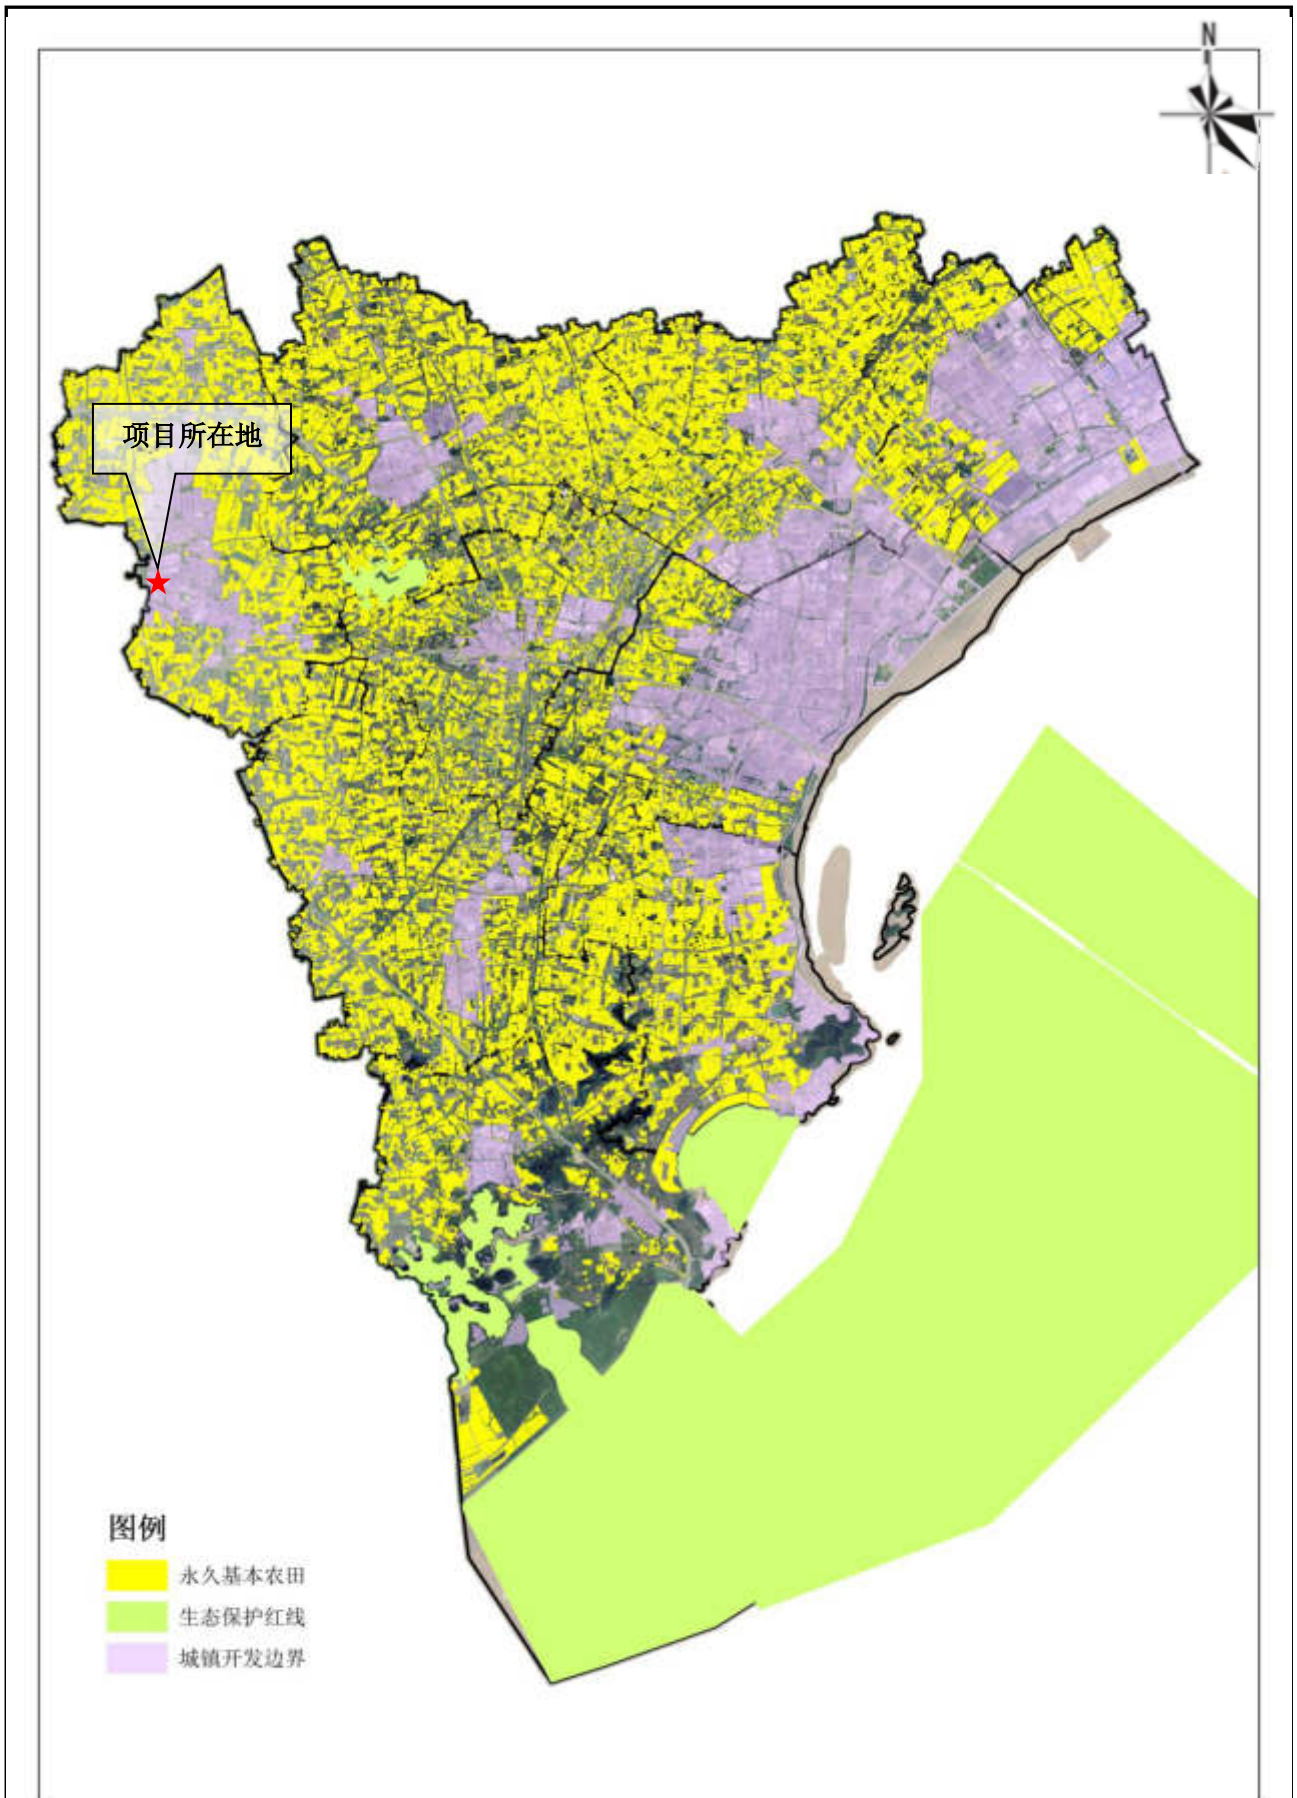 N
项目所在地
图例
永久基本农田
生态保护红线
城镇开发边界